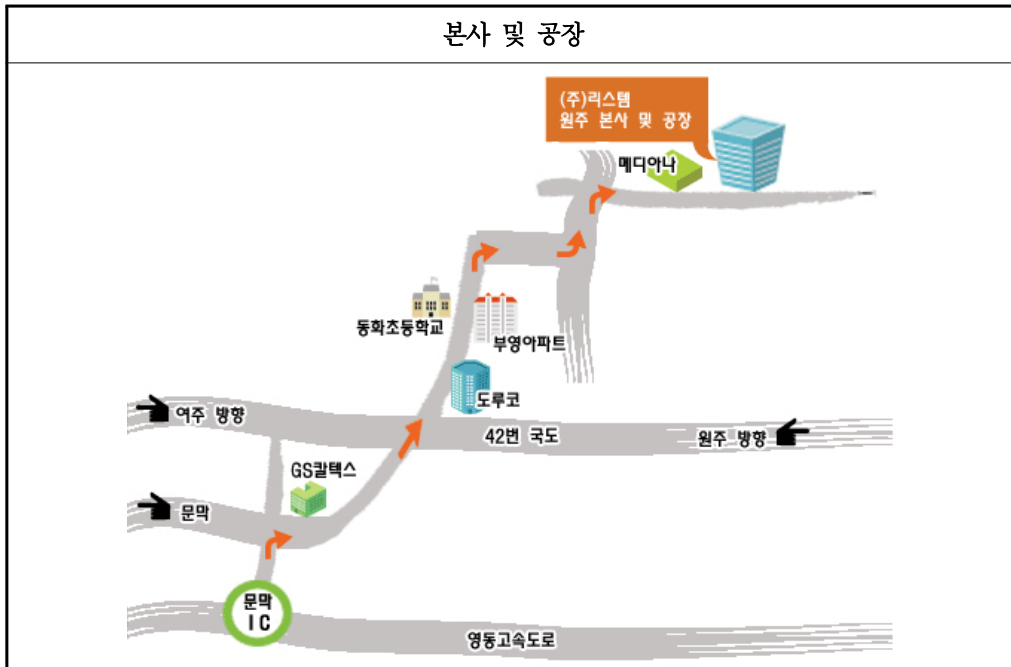 본사 및 공장
(주)리스템
원주 본사 및 공장
메디아나
동화초등학교
부영아파트
도루코
여주 방향
42번 국도
원주 방향
GS칼텍스
문막
문막
IC
영동고속도로